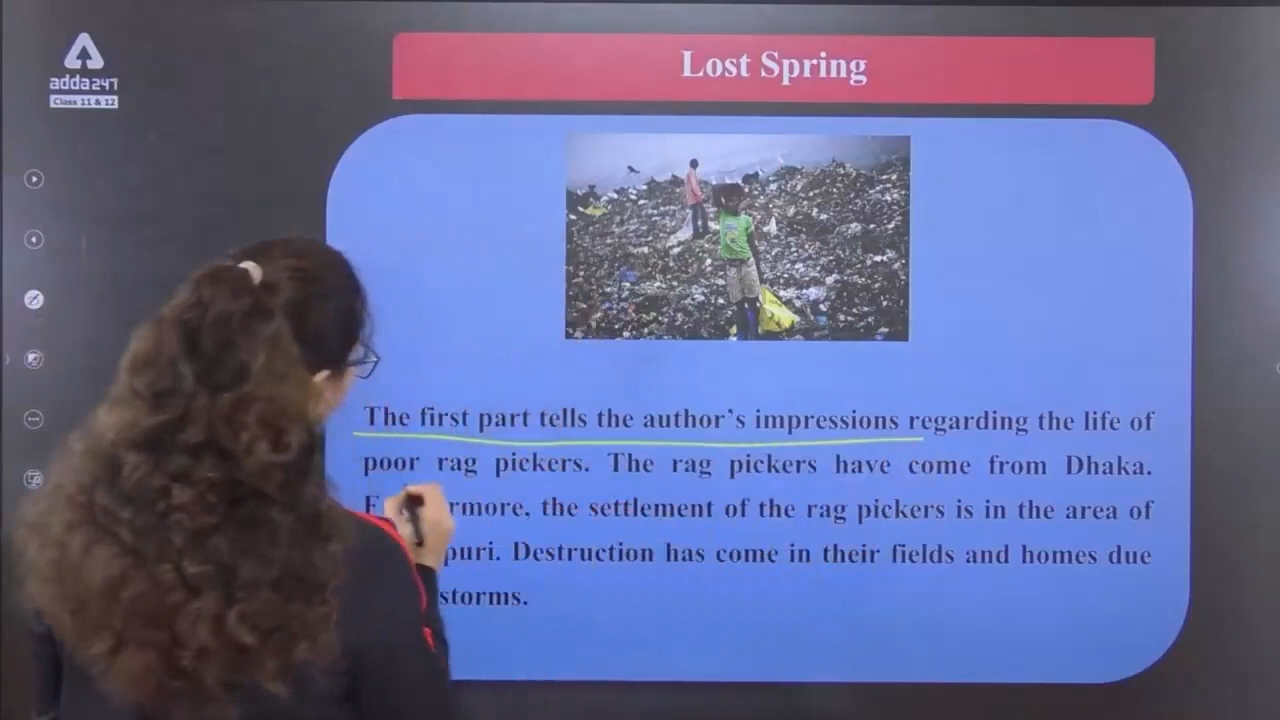 adda247
Class 11 & 12
Lost Spring
The first part tells the author's impressions regarding the life of
poor rag pickers. The rag pickers have come from Dhaka.
rmore, the settlement of the rag pickers is in the area of
puri. Destruction has come in their fields and homes due
storms.